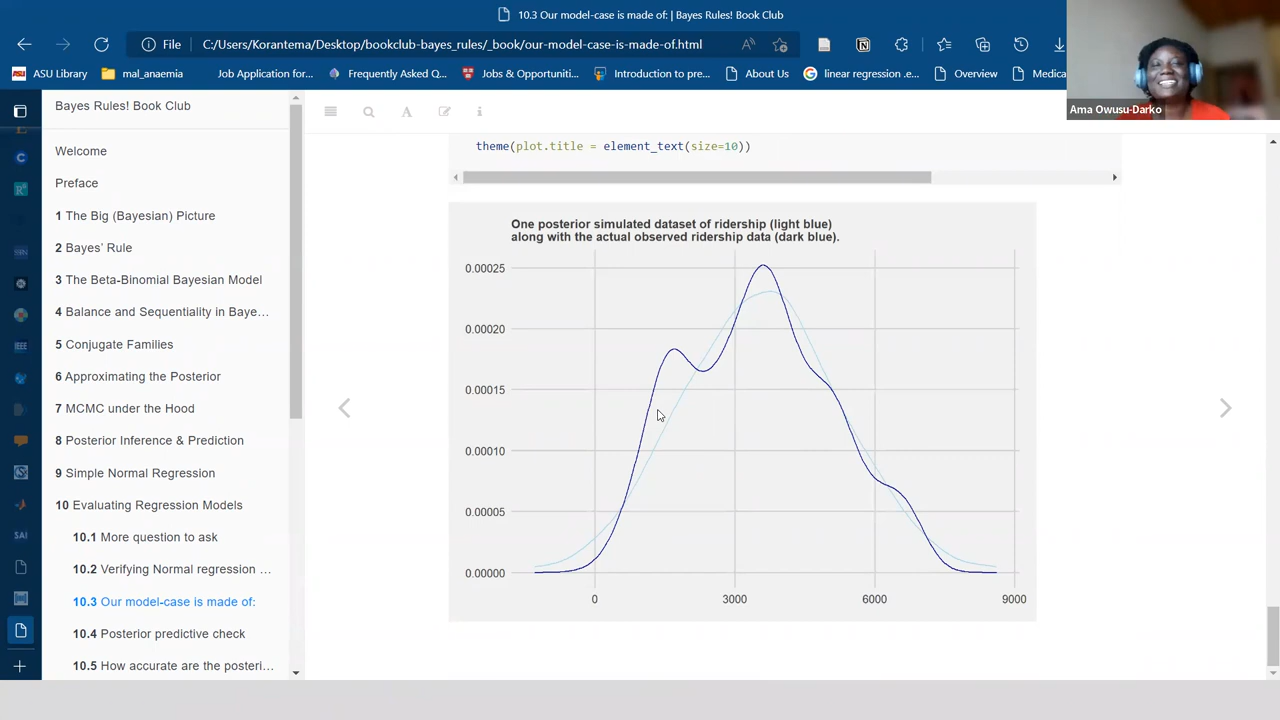 10.3 Our model-case is made of: | Bayes Rules! Book Club
File
C:/Users/Korantema/Desktop/bookclub-bayes_rules/_book/our-model-case-is-made-of.html
ASU Library
mal_anaemia
Job Application for...
Frequently Asked Q...
Jobs & Opportuniti...
Introduction to pre...
About Us
linear regression .e...
Overview
Medica
Ama Owusu-Darko
Bayes Rules! Book Club
Welcome
Preface
1 The Big (Bayesian) Picture
2 Bayes' Rule
3 The Beta-Binomial Bayesian Model
4 Balance and Sequentiality in Baye...
5 Conjugate Families
6 Approximating the Posterior
7 MCMC under the Hood
8 Posterior Inference & Prediction
9 Simple Normal Regression
10 Evaluating Regression Models
10.1 More question to ask
10.2 Verifying Normal regression ...
10.3 Our model-case is made of:
10.4 Posterior predictive check
10.5 How accurate are the posteri...
theme(plot.title = element_text(size=10))
One posterior simulated dataset of ridership (light blue)
along with the actual observed ridership data (dark blue).
0.00025
0.00020
0.00015
0.00010
0.00005
0.00000
0
3000
6000
9000